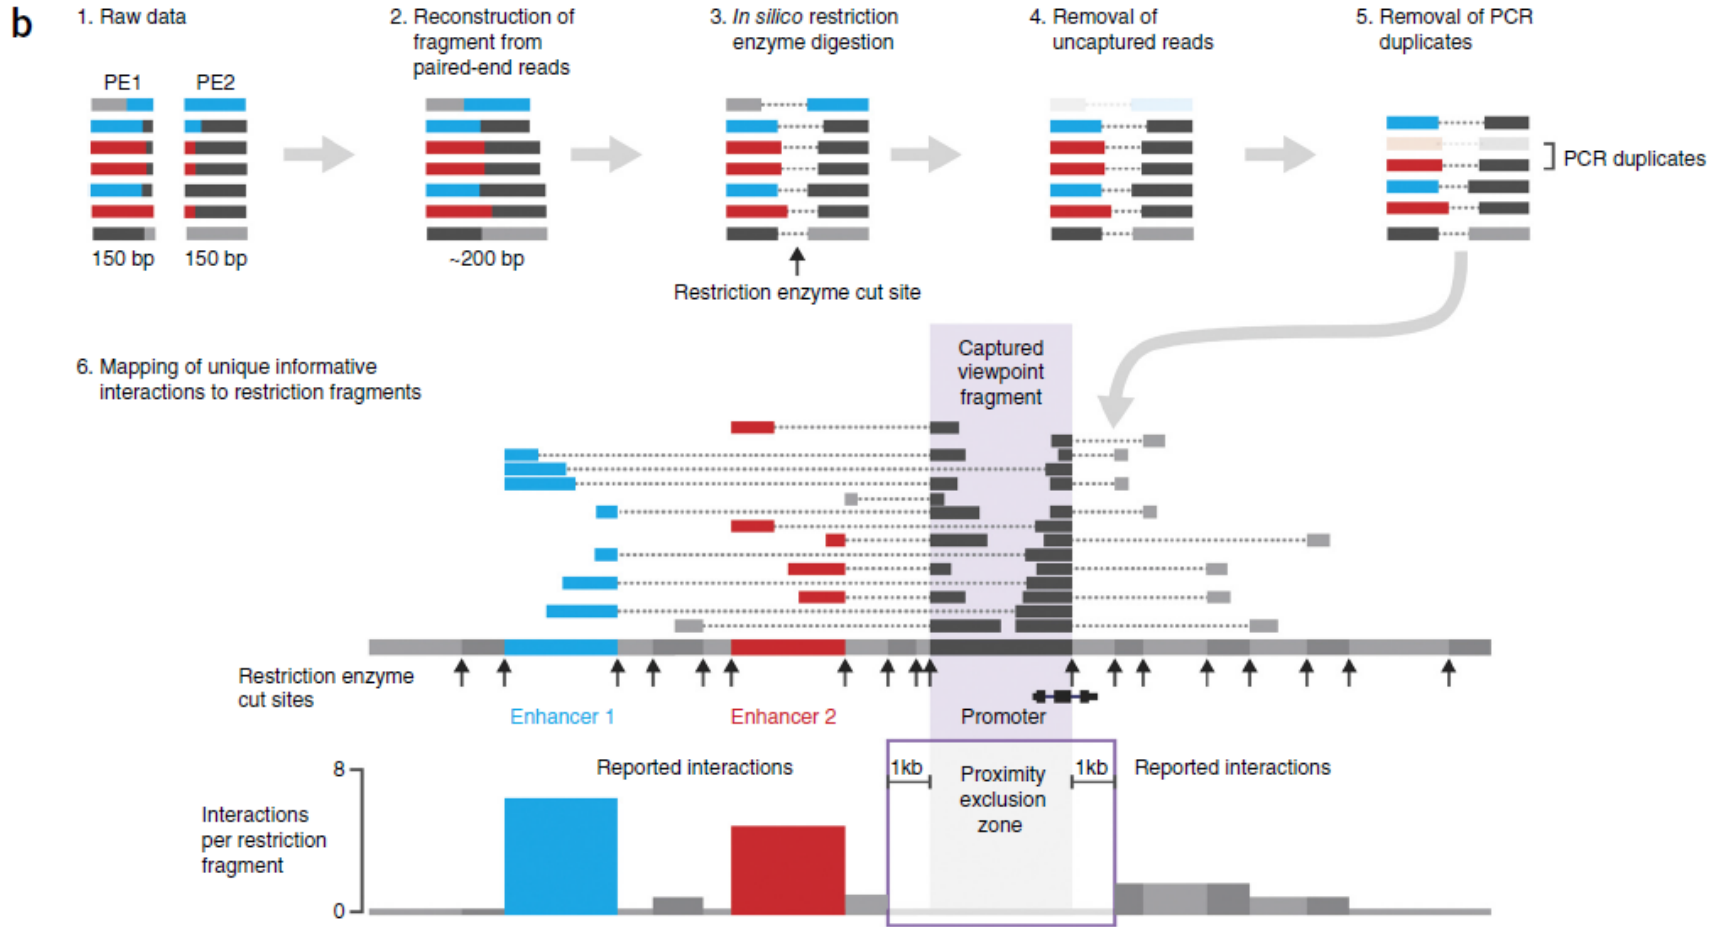 b
1. Raw data
2. Reconstruction of
fragment from
paired-end reads
3. In silico restriction
enzyme digestion
4. Removal of
uncaptured reads
5. Removal of PCR
duplicates
PE1
PE2
PCR duplicates
150 bp
150 bp
~200 bp
Restriction enzyme cut site
6. Mapping of unique informative
interactions to restriction fragments
Captured
viewpoint
fragment
Restriction enzyme
cut sites
Enhancer 1
Enhancer 2
Promoter
8
Reported interactions
1kb
Proximity
exclusion
zone
1kb
Reported interactions
Interactions
per restriction
fragment
0